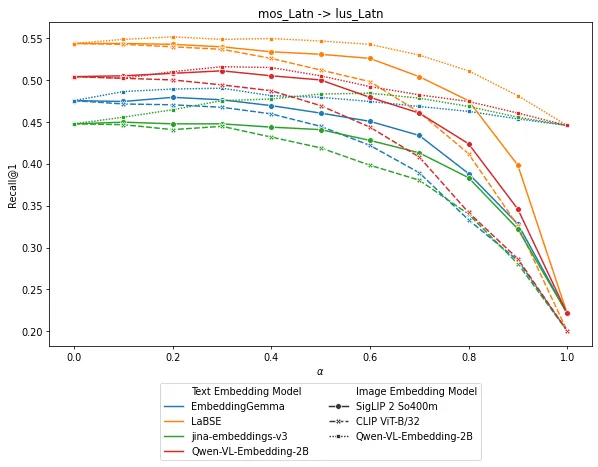 mos_Latn -> lus_Latn
Recall@1
0.55
0.50
0.45
0.40
0.35
0.30
0.25
0.20
0.0 0.2 0.4 0.6 0.8 1.0
α
Text Embedding Model Image Embedding Model
EmbeddingGemma SigLIP 2 So400m
LaBSE CLIP ViT-B/32
jina-embeddings-v3 Qwen-VL-Embedding-2B
Qwen-VL-Embedding-2B